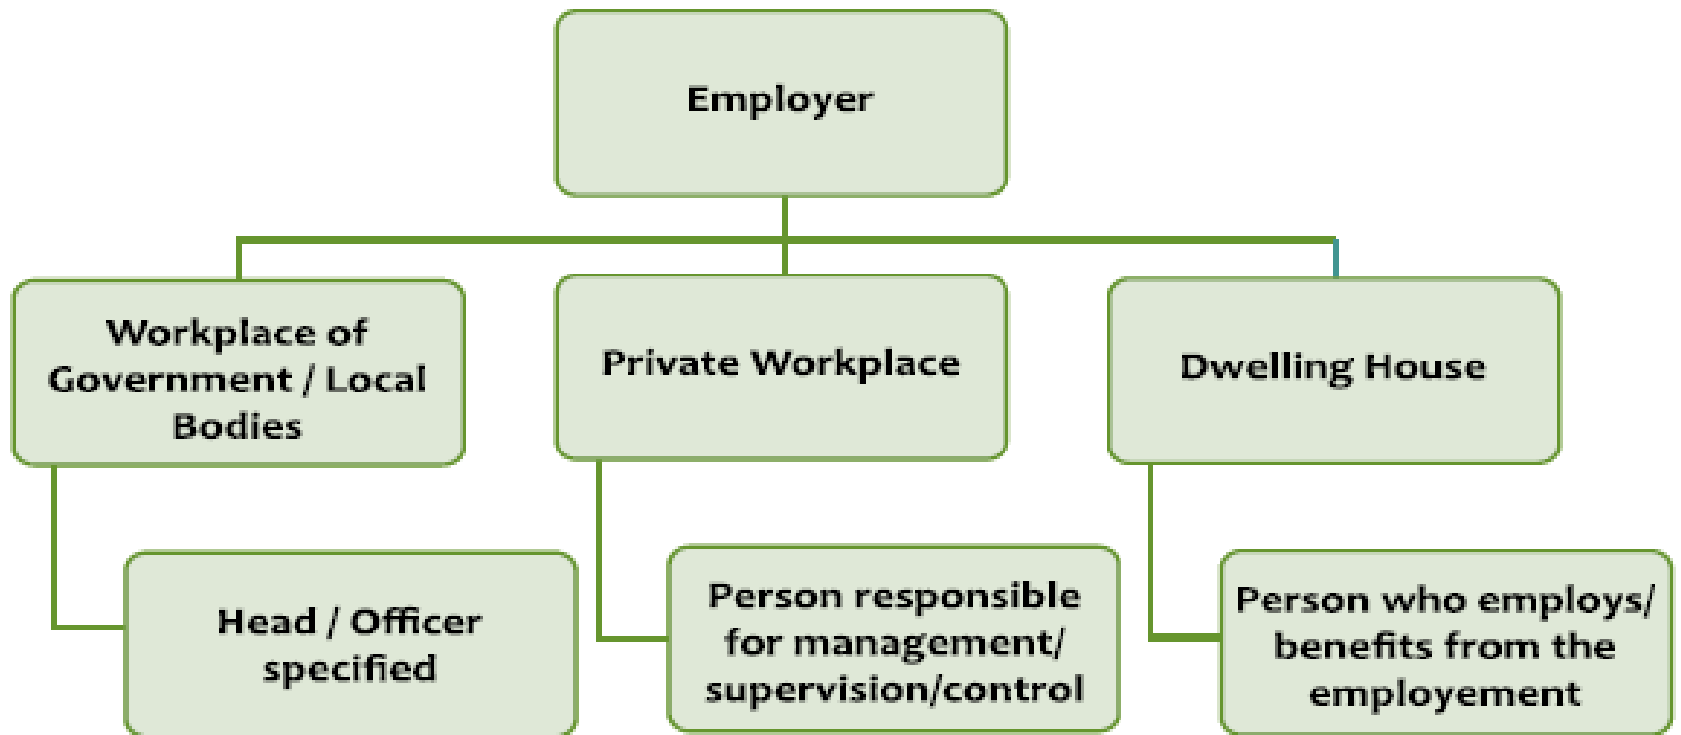 Employer
Workplace of
Government / Local
Bodies
Private Workplace
Dwelling House
Head / Officer
specified
Person responsible
for management/
supervision/control
Person who employs/
benefits from the
employement